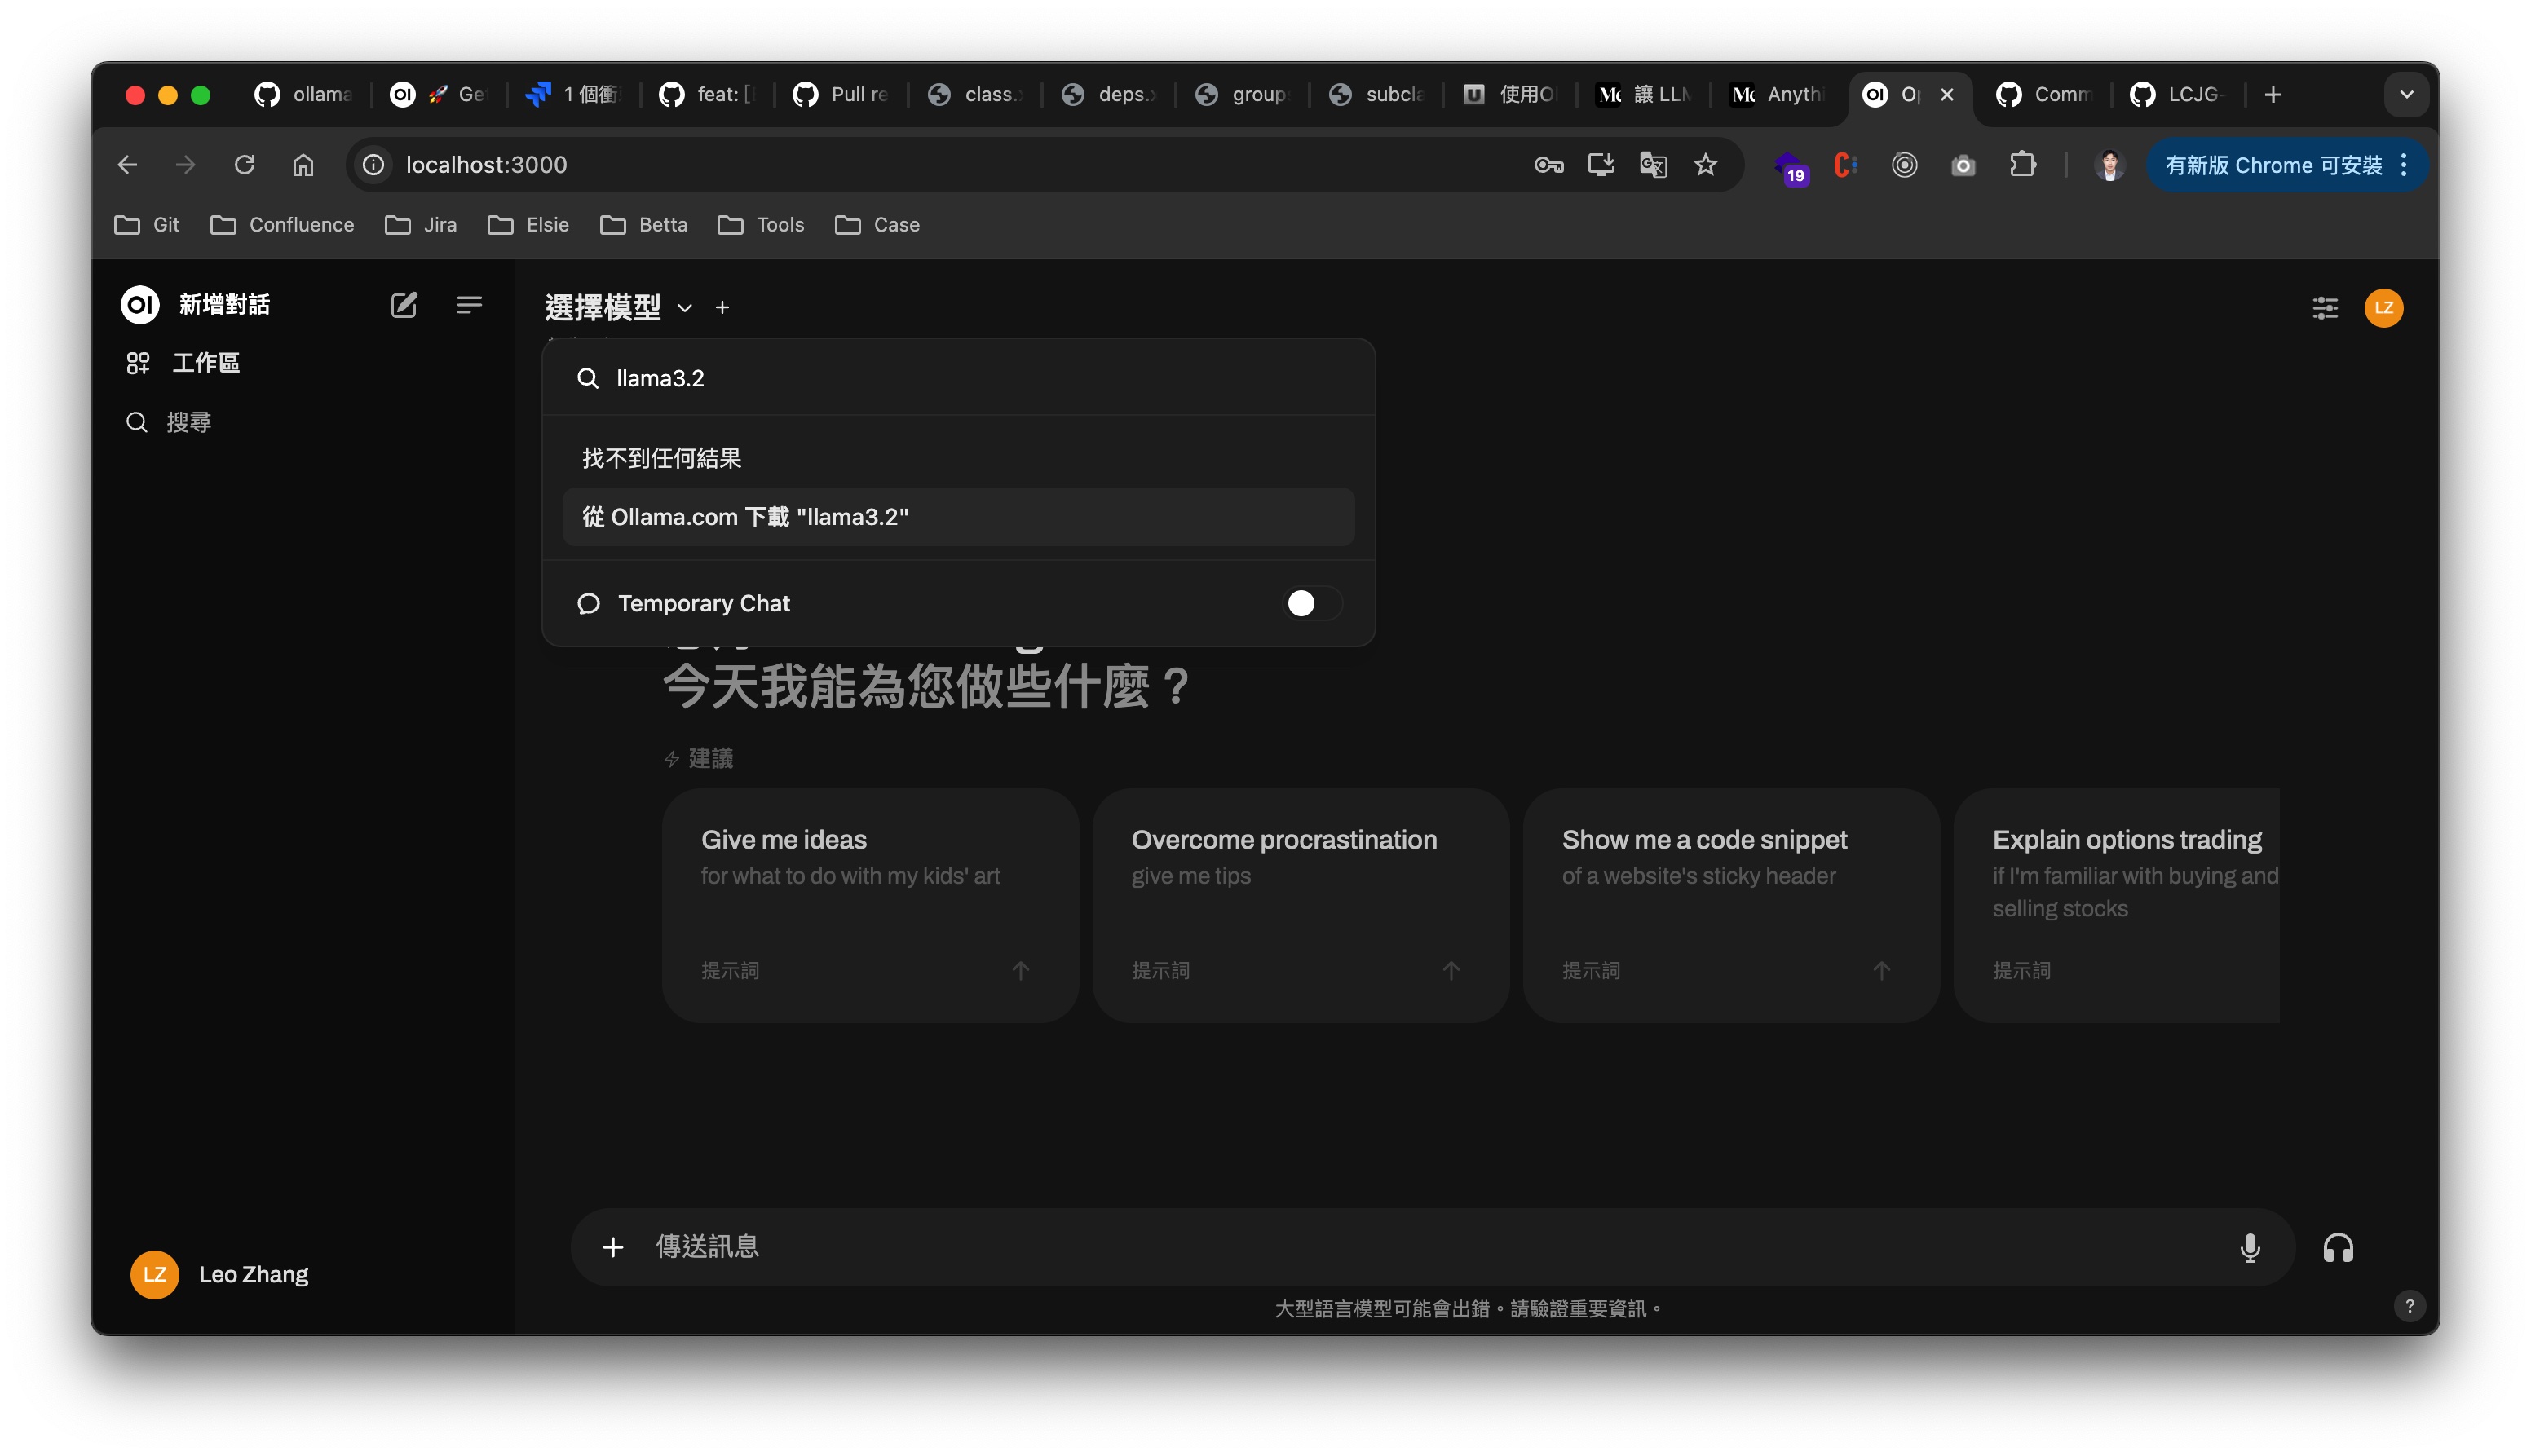 ollama
Ge
1 個衝
feat: [
Pull re
class.
deps.
group
subcla
使用O
讓 LLM
Anythi
O
Comm
LCJG-
localhost:3000
19
有新版 Chrome 可安裝
Git
Confluence
Jira
Elsie
Betta
Tools
Case
OI
新增對話
選擇模型
LZ
工作區
搜尋
llama3.2
找不到任何結果
從 Ollama.com 下載 "llama3.2"
Temporary Chat
今天我能為您做些什麼？
建議
Give me ideas
for what to do with my kids' art
提示詞
Overcome procrastination
give me tips
提示詞
Show me a code snippet
of a website's sticky header
提示詞
Explain options trading
if I'm familiar with buying and
selling stocks
提示詞
傳送訊息
LZ
Leo Zhang
大型語言模型可能會出錯。請驗證重要資訊。
?